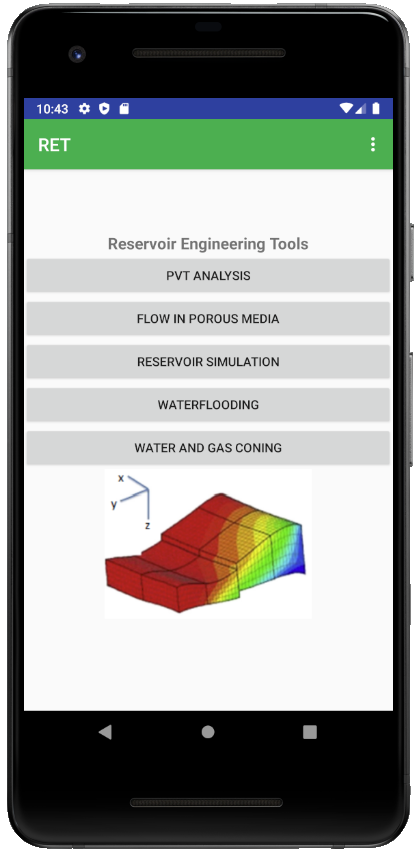 10:43
RET
Reservoir Engineering Tools
PVT ANALYSIS
FLOW IN POROUS MEDIA
RESERVOIR SIMULATION
WATERFLOODING
WATER AND GAS CONING
x
y
z